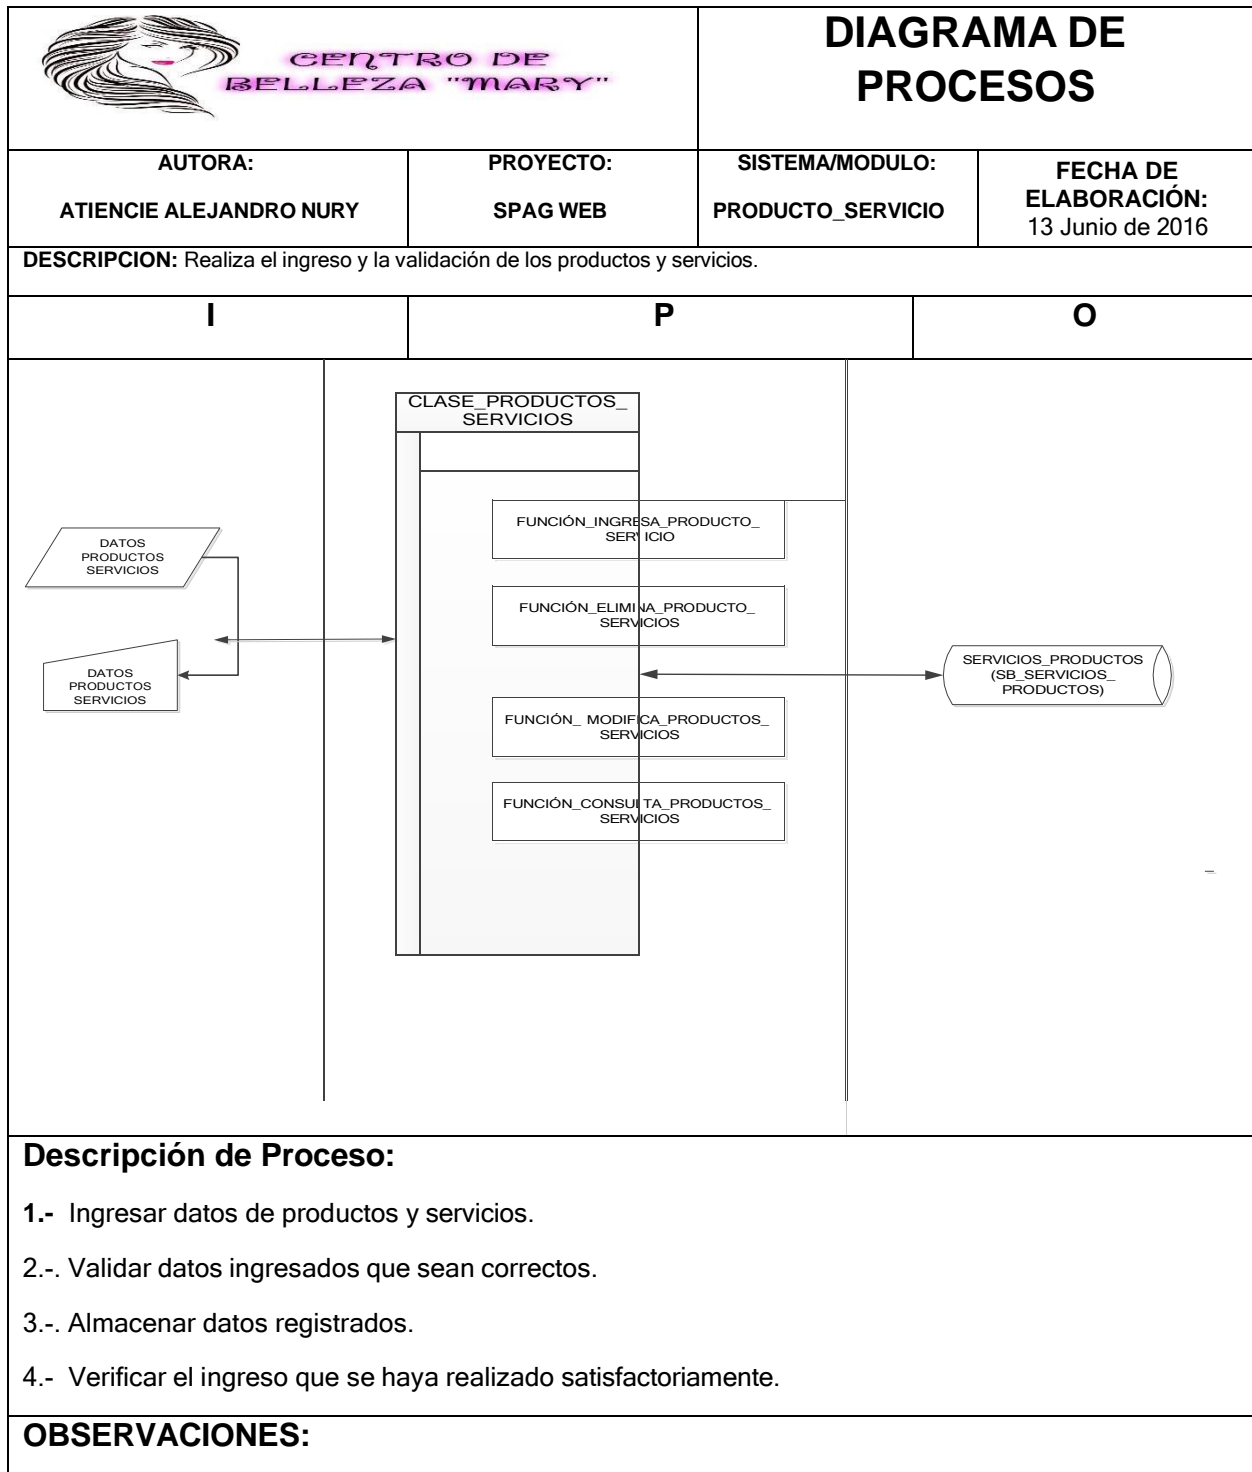 CENTRO DE
BELLEZA "MARY"
DIAGRAMA DE
PROCESOS
AUTORA:
ATIENCIE ALEJANDRO NURY
PROYECTO:
SPAG WEB
SISTEMA/MODULO:
PRODUCTO_SERVICIO
FECHA DE
ELABORACIÓN:
13 Junio de 2016
DESCRIPCION: Realiza el ingreso y la validación de los productos y servicios.
I
P
O
DATOS
PRODUCTOS
SERVICIOS
DATOS
PRODUCTOS
SERVICIOS
CLASE_PRODUCTOS_
SERVICIOS
FUNCIÓN_INGRESA_PRODUCTO_
SERVICIO
FUNCIÓN_ELIMINA_PRODUCTO_
SERVICIOS
FUNCIÓN_ MODIFICA_PRODUCTOS_
SERVICIOS
FUNCIÓN_CONSULTA_PRODUCTOS_
SERVICIOS
SERVICIOS_PRODUCTOS
(SB_SERVICIOS_
PRODUCTOS)
_
Descripción de Proceso:
1.- Ingresar datos de productos y servicios.
2.-. Validar datos ingresados que sean correctos.
3.-. Almacenar datos registrados.
4.- Verificar el ingreso que se haya realizado satisfactoriamente.
OBSERVACIONES: